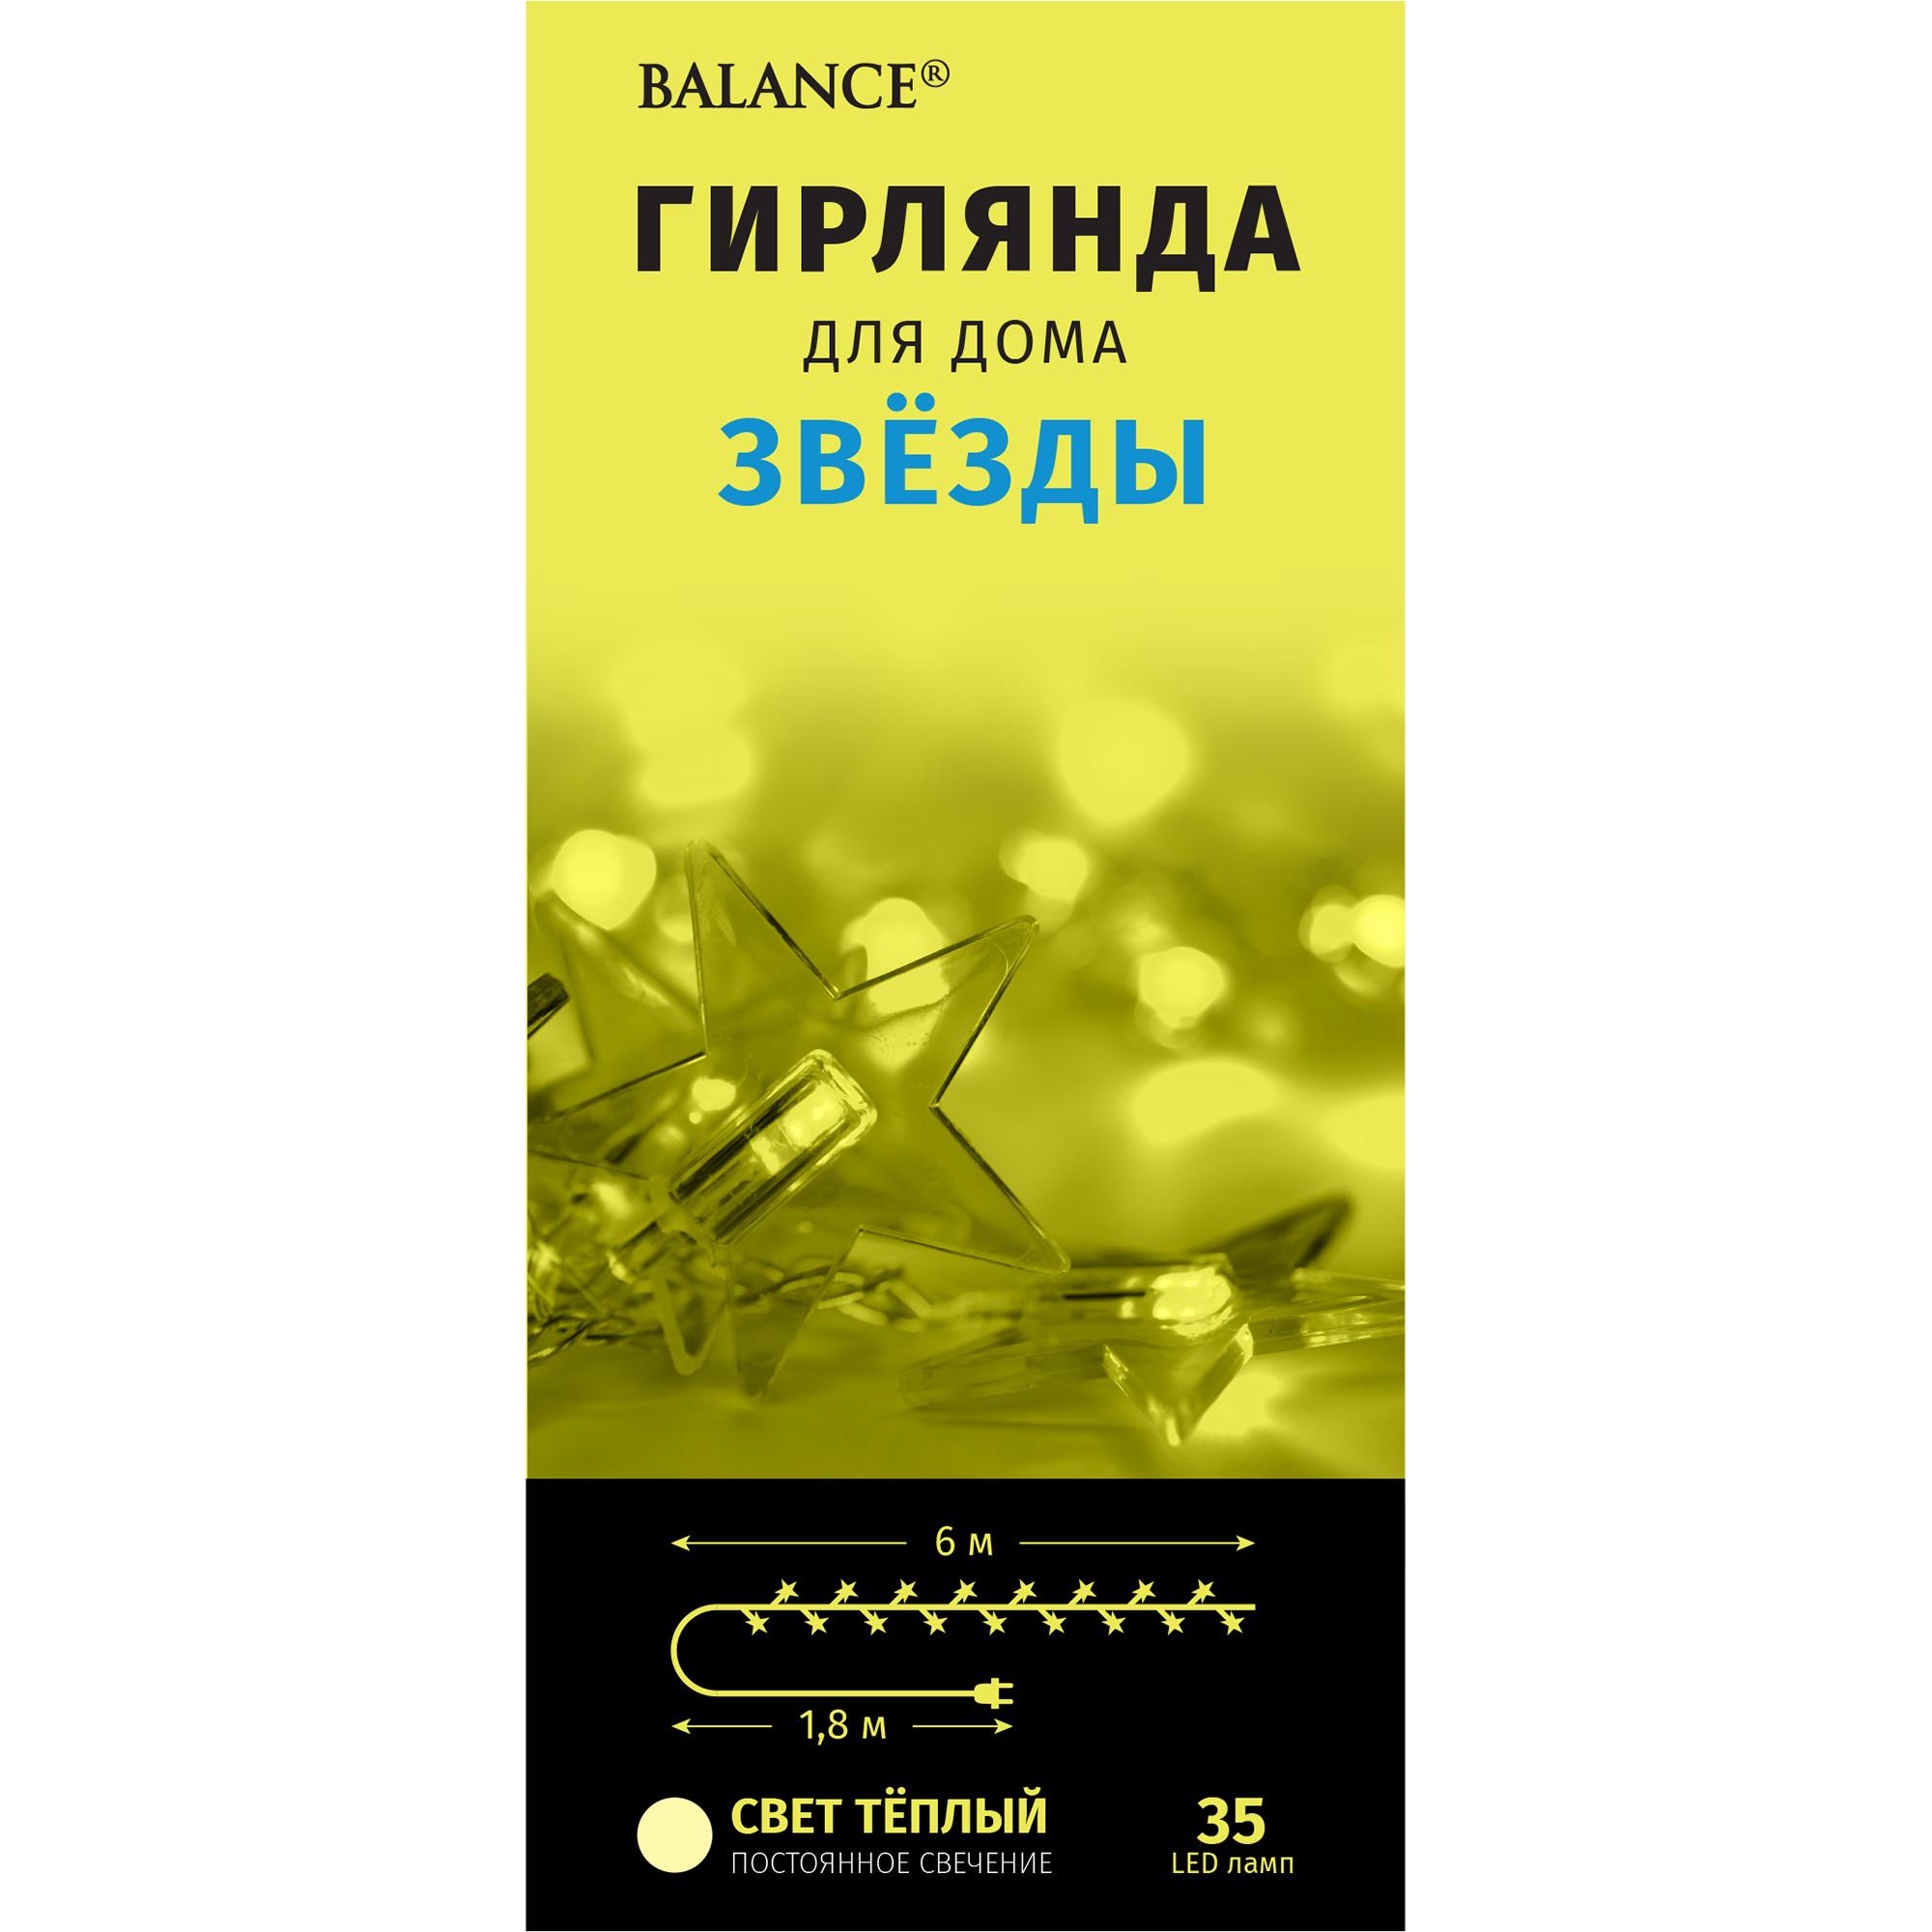 BALANCE®
ГИРЛЯНДА
ДЛЯ ДОМА
ЗВЁЗДЫ
6 м
1,8 м
СВЕТ ТЁПЛЫЙ
ПОСТОЯННОЕ СВЕЧЕНИЕ
35
LED ламп